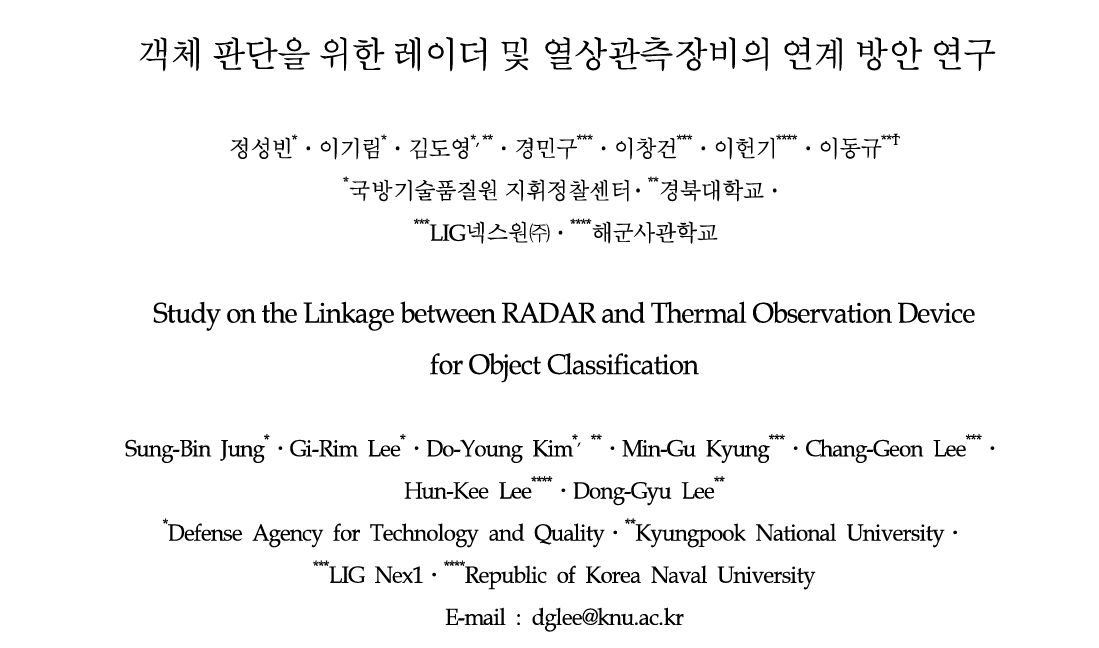 객체 판단을 위한 레이더 및 열상관측장비의 연계 방안 연구
정성빈*·이기림*·김도영*,**·경민구***·이창건***·이헌기****·이동규**†
*국방기술품질원 지휘정찰센터·**경북대학교·
***LIG넥스원㈜·****해군사관학교
Study on the Linkage between RADAR and Thermal Observation Device
for Object Classification
Sung-Bin Jung*·Gi-Rim Lee*·Do-Young Kim*, **·Min-Gu Kyung***·Chang-Geon Lee***·
Hun-Kee Lee****·Dong-Gyu Lee**
*Defense Agency for Technology and Quality·**Kyungpook National University·
***LIG Nex1·****Republic of Korea Naval University
E-mail : dglee@knu.ac.kr